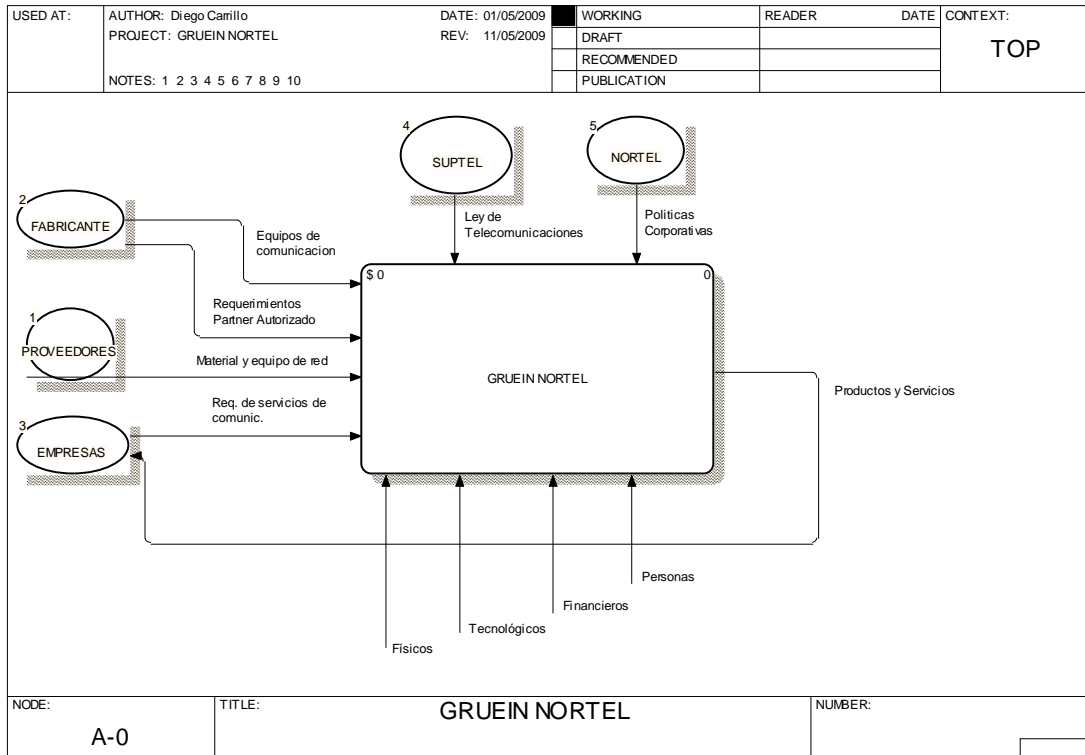 USED AT:
AUTHOR: Diego Carrillo
DATE: 01/05/2009
PROJECT: GRUEIN NORTEL
REV: 11/05/2009
NOTES: 1 2 3 4 5 6 7 8 9 10
WORKING
DRAFT
RECOMMENDED
PUBLICATION
READER
DATE
CONTEXT:
TOP
4
SUPTEL
5
NORTEL
2
FABRICANTE
Ley de
Telecomunicaciones
Politicas
Corporativas
Equipos de
comunicacion
$ 0
0
Requerimientos
Partner Autorizado
1
PROVEEDORES
Material y equipo de red
GRUEIN NORTEL
Productos y Servicios
Req. de servicios de
comunic.
3
EMPRESAS
Personas
Financieros
Tecnológicos
Físicos
NODE:
A-0
TITLE:
GRUEIN NORTEL
NUMBER: